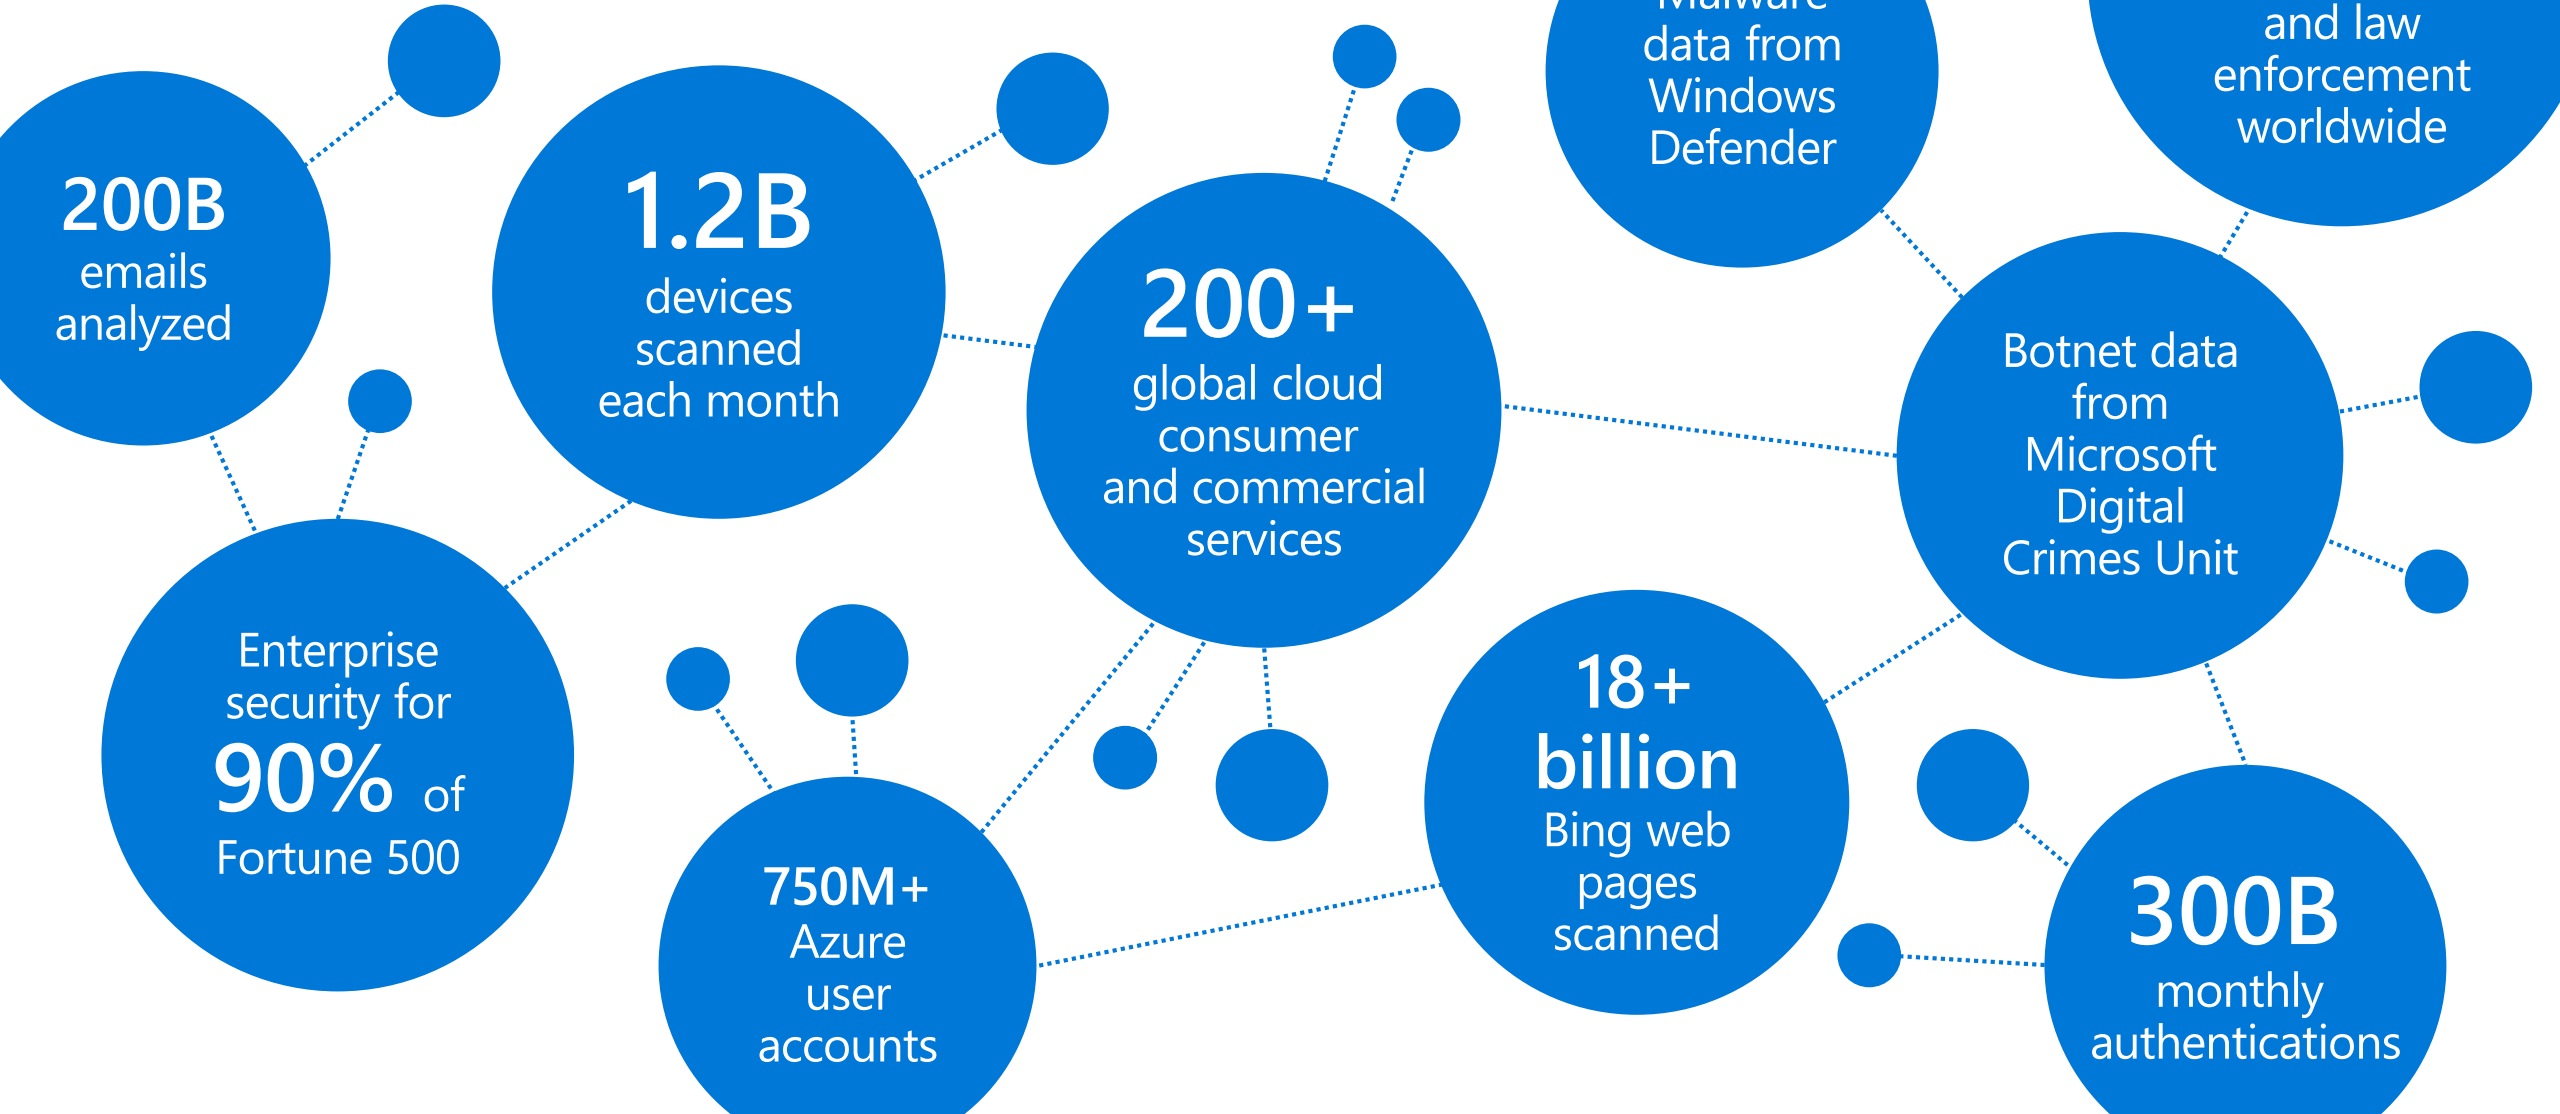 200B
emails
analyzed
1.2B
devices
scanned
each month
200+
global cloud
consumer
and commercial
services
Malware
data from
Windows
Defender
and law
enforcement
worldwide
Botnet data
from
Microsoft
Digital
Crimes Unit
Enterprise
security for
90% of
Fortune 500
750M+
Azure
user
accounts
18+
billion
Bing web
pages
scanned
300B
monthly
authentications